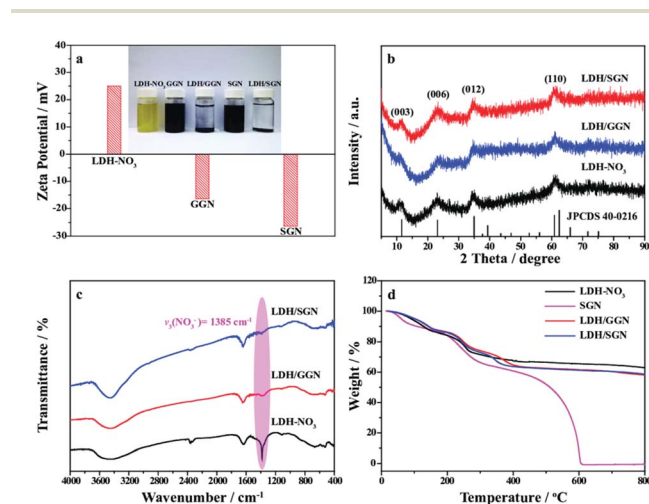 a
LDH-NO₃ GGN LDH/GGN SGN LDH/SGN
Zeta Potential / mV
30
20
10
0
-10
-20
-30
LDH-NO₃
GGN
SGN
b
(003)
(006)
(012)
(110)
LDH/SGN
LDH/GGN
LDH-NO₃
JPCDS 40-0216
Intensity / a.u.
10 20 30 40 50 60 70 80 90
2 Theta / degree
c
ν₃(NO₃⁻)= 1385 cm⁻¹
LDH/SGN
LDH/GGN
LDH-NO₃
Transmittance / %
4000 3600 3200 2800 2400 2000 1600 1200 800 400
Wavenumber / cm⁻¹
d
LDH-NO₃
SGN
LDH/GGN
LDH/SGN
Weight / %
120
100
80
60
40
20
0
0 200 400 600 800
Temperature / ºC